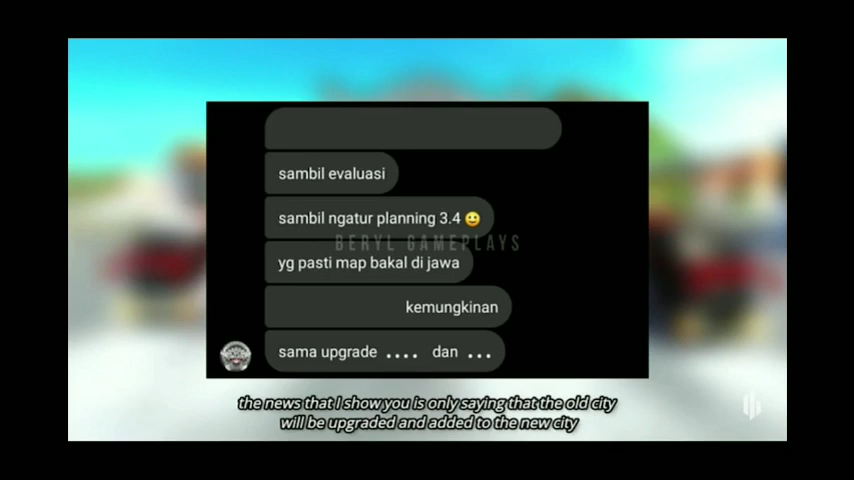 sambil evaluasi
sambil ngatur planning 3.4 😉
BERYL GAMEPLAYS
yg pasti map bakal di jawa
kemungkinan
sama upgrade .... dan ...
the news that I show you is only saying that the old city
will be upgraded and added to the new city